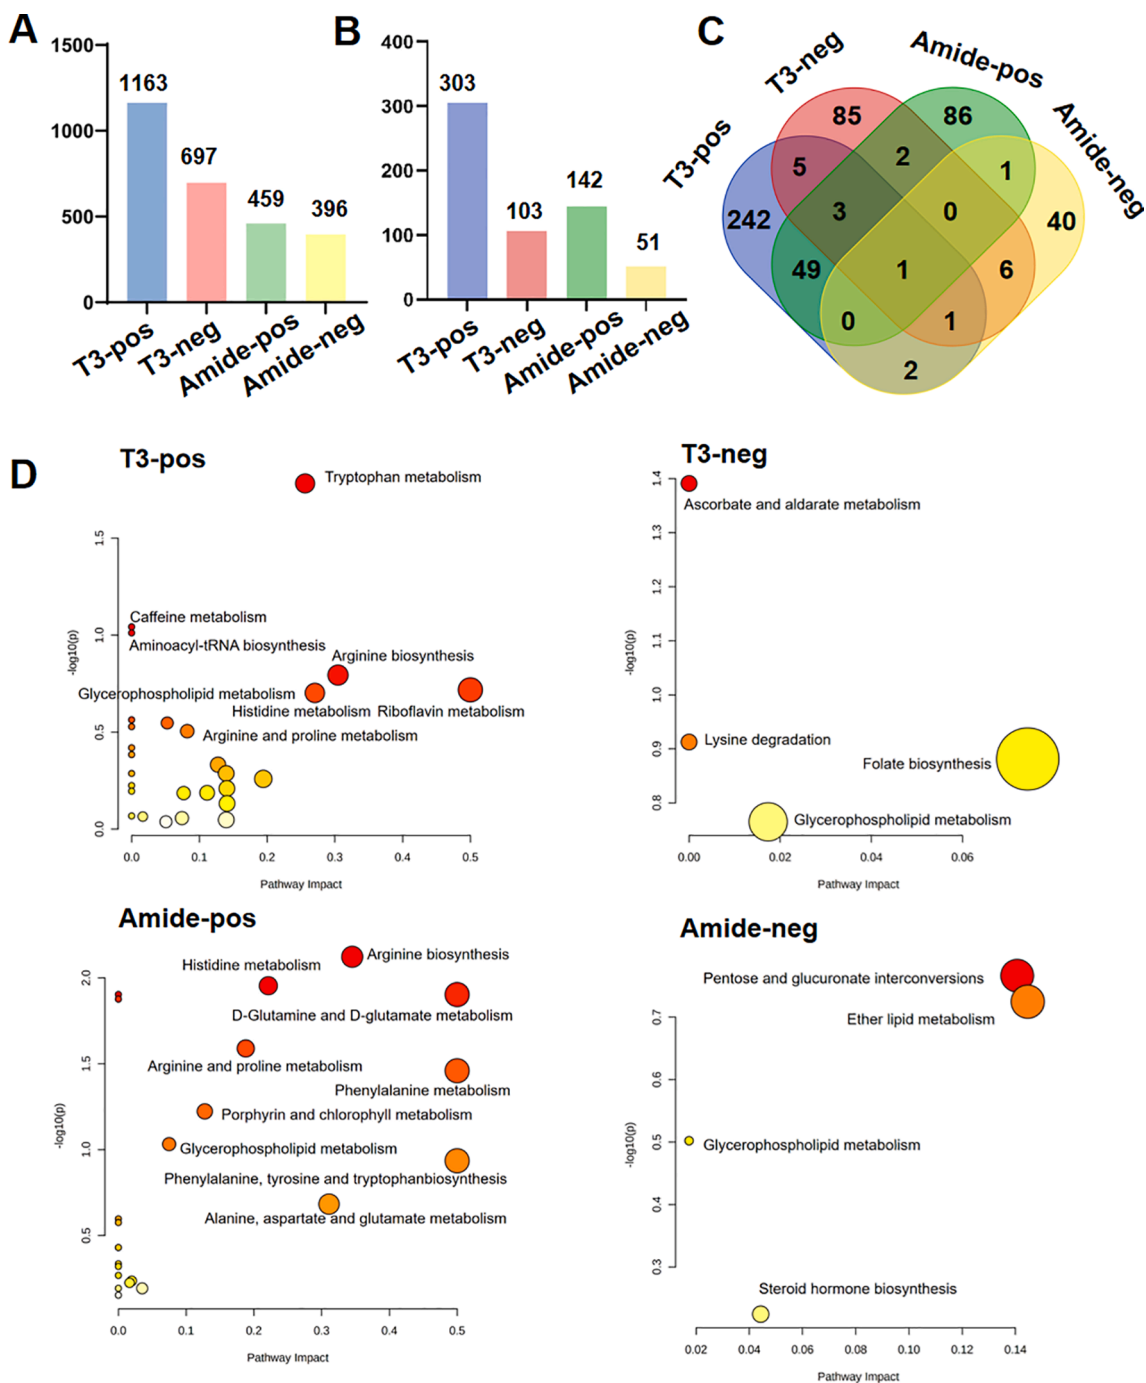 A
1500
1000
500
0
1163
697
459
396
T3-pos
T3-neg
Amide-pos
Amide-neg
B
400
300
200
100
0
303
103
142
51
T3-pos
T3-neg
Amide-pos
Amide-neg
C
T3-pos
T3-neg
Amide-pos
Amide-neg
85
86
5
2
1
242
3
0
40
49
1
6
0
1
2
D
T3-pos
Tryptophan metabolism
Caffeine metabolism
Aminoacyl-tRNA biosynthesis
Arginine biosynthesis
Glycerophospholipid metabolism
Histidine metabolism
Riboflavin metabolism
Arginine and proline metabolism
-log10(p)
1.5
1.0
0.5
0.0
0.0
0.1
0.2
0.3
0.4
0.5
Pathway Impact
T3-neg
Ascorbate and aldarate metabolism
Lysine degradation
Folate biosynthesis
Glycerophospholipid metabolism
-log10(p)
1.4
1.3
1.2
1.1
1.0
0.9
0.8
0.00
0.02
0.04
0.06
Pathway Impact
Amide-pos
Arginine biosynthesis
Histidine metabolism
D-Glutamine and D-glutamate metabolism
Arginine and proline metabolism
Phenylalanine metabolism
Porphyrin and chlorophyll metabolism
Glycerophospholipid metabolism
Phenylalanine, tyrosine and tryptophanbiosynthesis
Alanine, aspartate and glutamate metabolism
-log10(p)
2.0
1.5
1.0
0.5
0.0
0.1
0.2
0.3
0.4
0.5
Pathway Impact
Amide-neg
Pentose and glucuronate interconversions
Ether lipid metabolism
Glycerophospholipid metabolism
Steroid hormone biosynthesis
-log10(p)
0.7
0.6
0.5
0.4
0.3
0.02
0.04
0.06
0.08
0.10
0.12
0.14
Pathway Impact